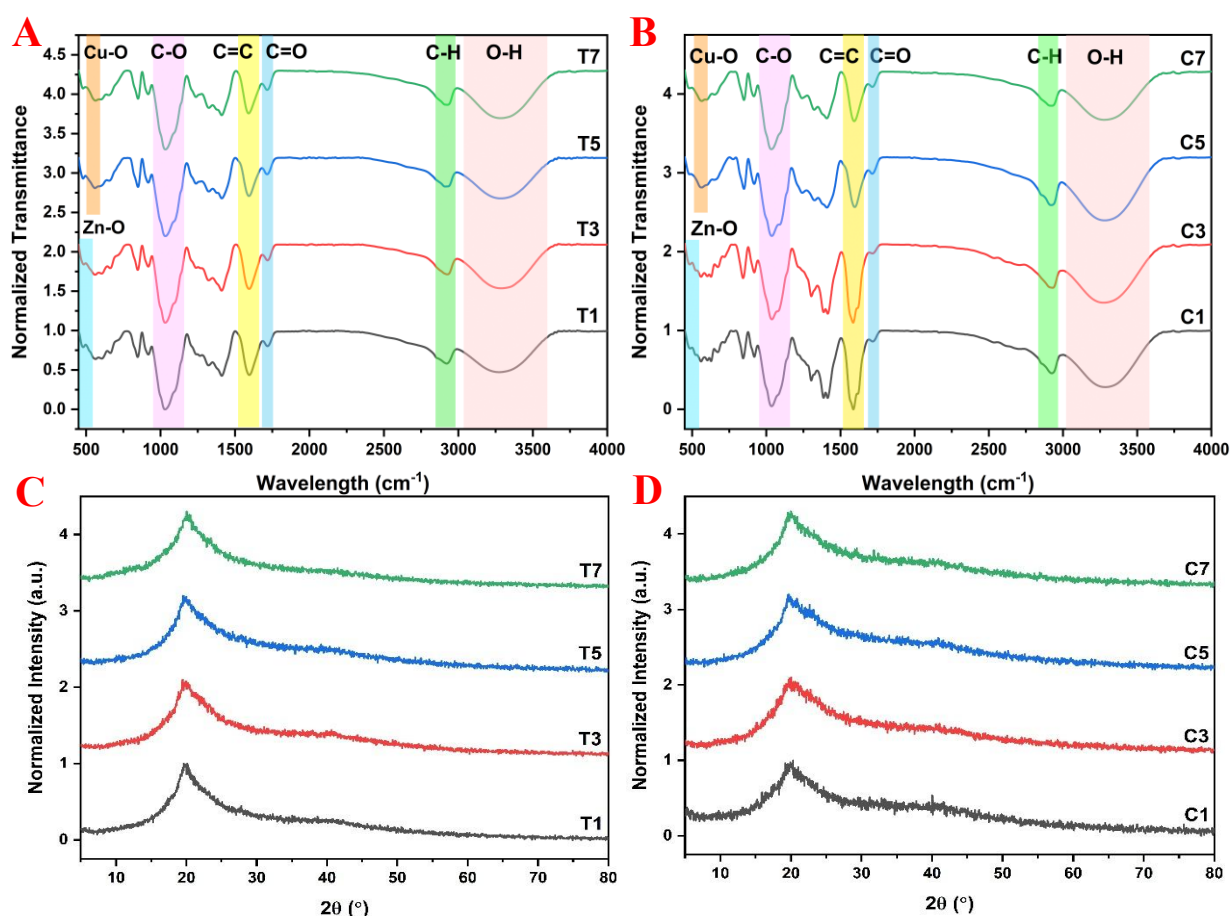 A
Cu-O C-O C=C C=O C-H O-H T7
T5
Zn-O T3
T1
Normalized Transmittance
4.5
4.0
3.5
3.0
2.5
2.0
1.5
1.0
0.5
0.0
500 1000 1500 2000 2500 3000 3500 4000
Wavelength (cm⁻¹)
B
Cu-O C-O C=C C=O C-H O-H C7
C5
Zn-O C3
C1
Normalized Transmittance
4
3
2
1
0
500 1000 1500 2000 2500 3000 3500 4000
Wavelength (cm⁻¹)
C
T7
T5
T3
T1
Normalized Intensity (a.u.)
4
3
2
1
0
10 20 30 40 50 60 70 80
2θ (°)
D
C7
C5
C3
C1
Normalized Intensity (a.u.)
4
3
2
1
0
10 20 30 40 50 60 70 80
2θ (°)